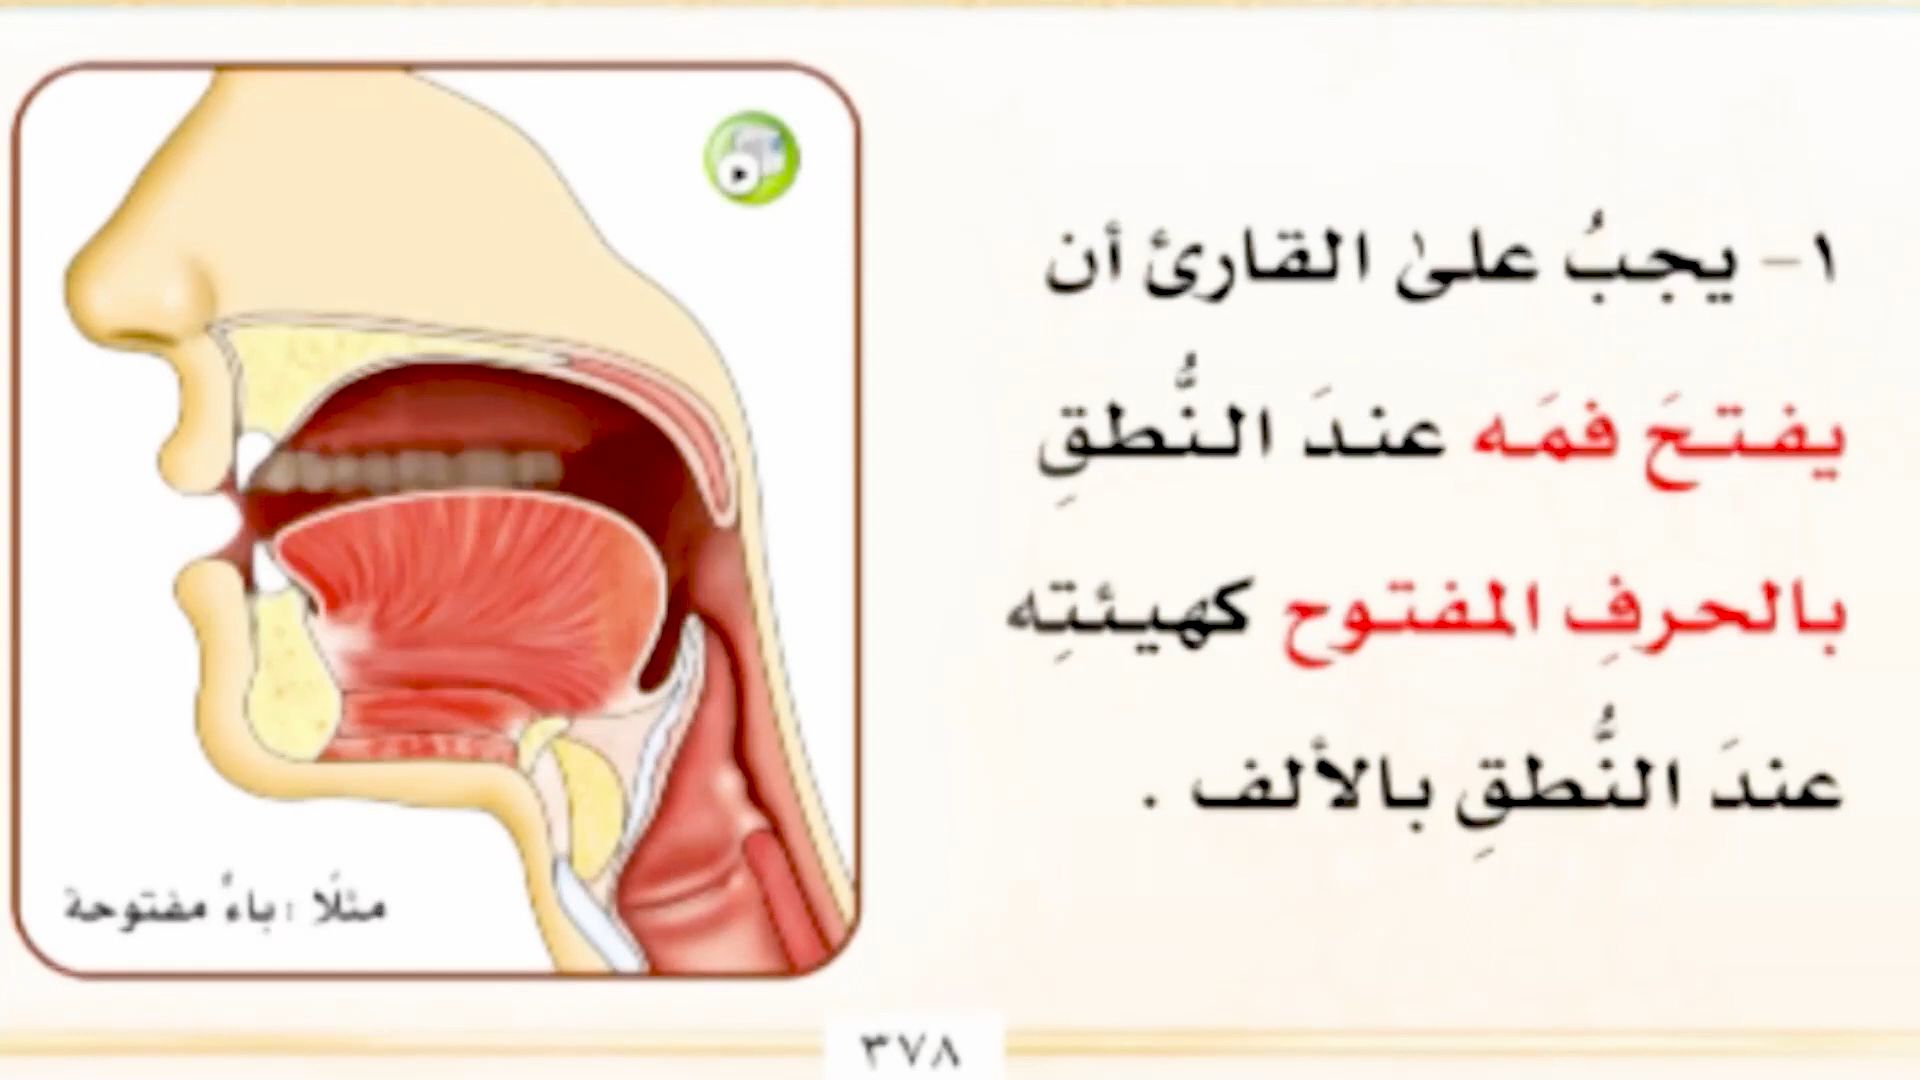 ١- يجبُ علىٰ القارئ أن
يفتحَ فمَه عندَ النُّطقِ
بالحرفِ المفتوح كهيئتِه
عندَ النُّطقِ بالألف .
مثلًا : باءٌ مفتوحة
٣٧٨